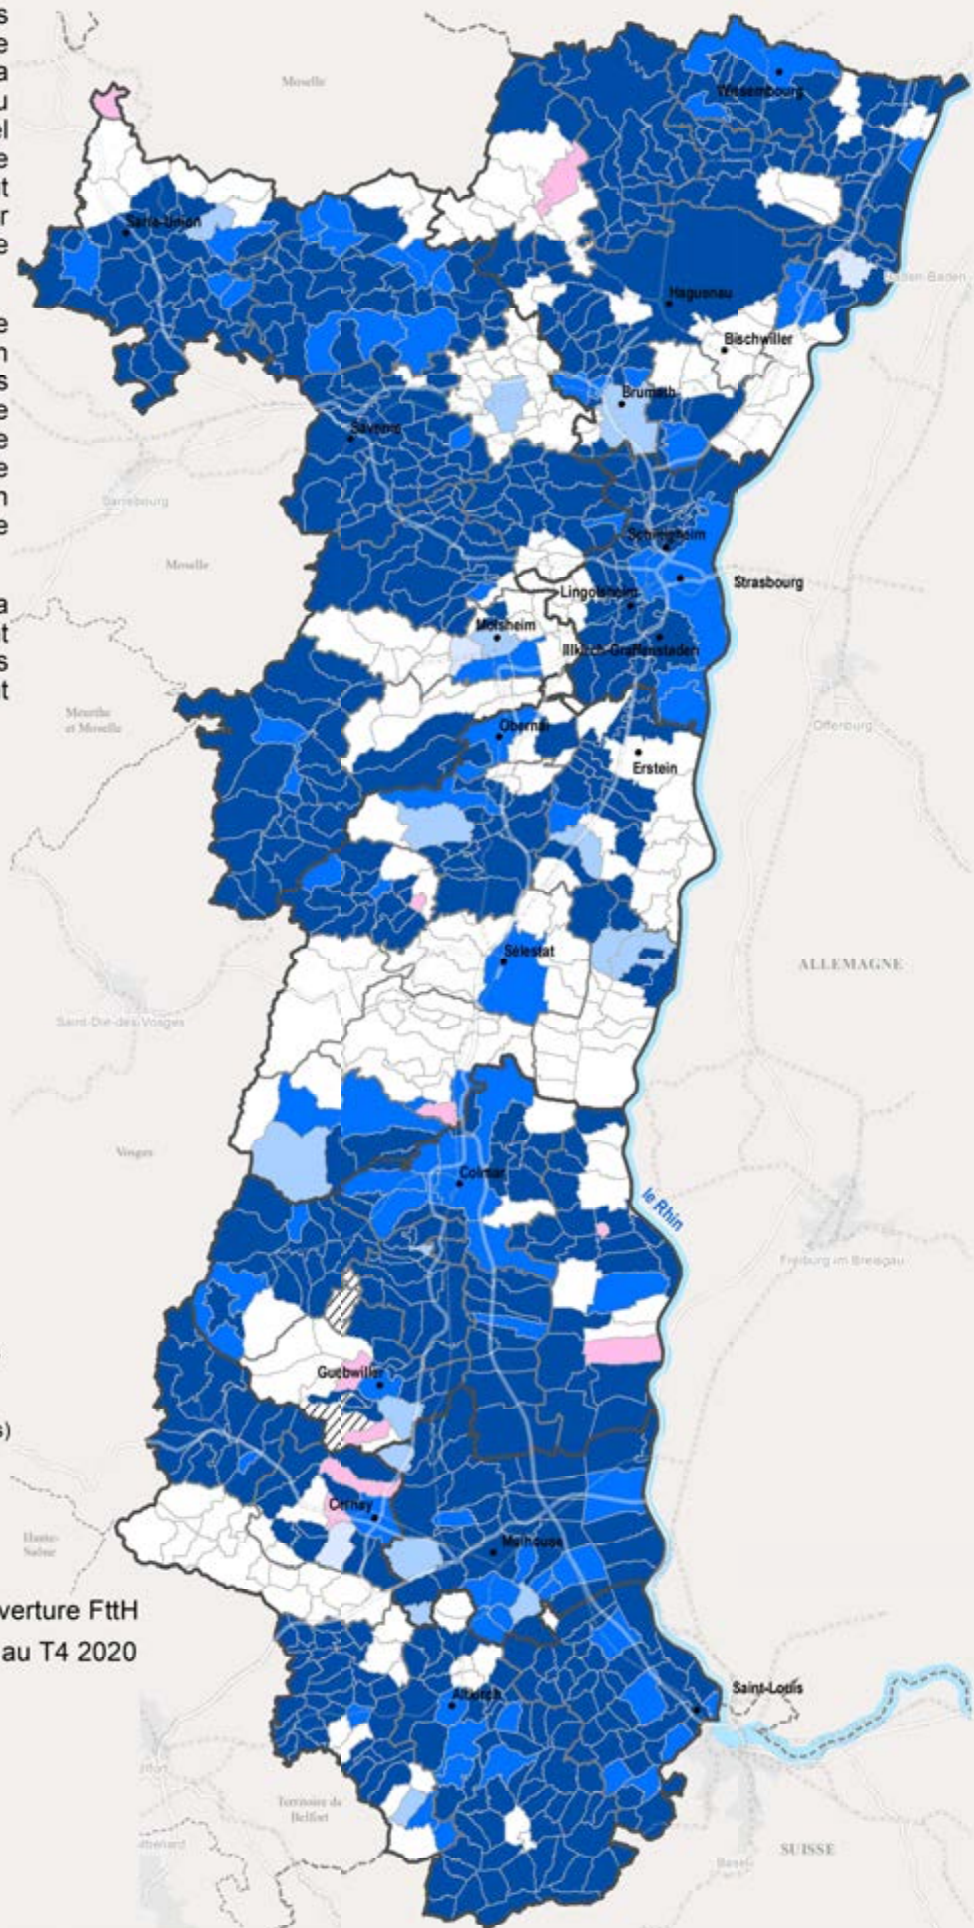 s
e
a
u
el
e
t
r
e
e
n
s
e
e
e
n
e
a
t
s
t
Moselle
Wissembourg
Sarre-Union
Baden-Baden
Haguenau
Bischwiller
Brumath
Saverne
Sarrebourg
Schiltigheim
Moselle
Strasbourg
Lingolsheim
Molsheim
Illkirch-Graffenstaden
Meurthe
et Moselle
Obernai
Offenburg
Erstein
Sélestat
ALLEMAGNE
Saint-Dié-des-Vosges
Vosges
Colmar
le Rhin
Freiburg im Breisgau
Guebwiller
s)
Cernay
Haute-
Saône
Mulhouse
verture FttH
au T4 2020
Saint-Louis
Altkirch
Territoire de
Belfort
SUISSE
Basel